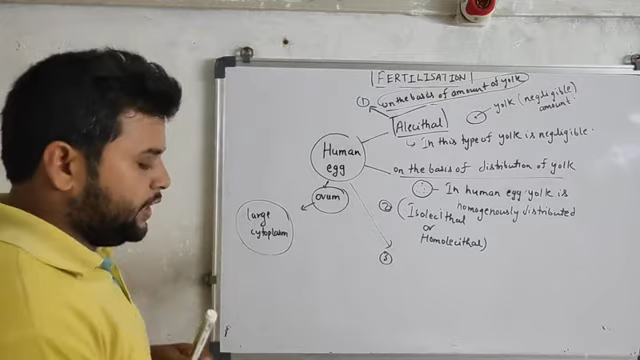 FERTILISATION
① on the basis of amount of yolk
Alecithal
yolk (negligible
amount
In this type of yolk is negligible.
Human
egg
on the basis of distribution of yolk
In human egg yolk is
homogenously distributed
② (Isolecithal
or
Homolecithal)
ovum
large
cytoplasm
③